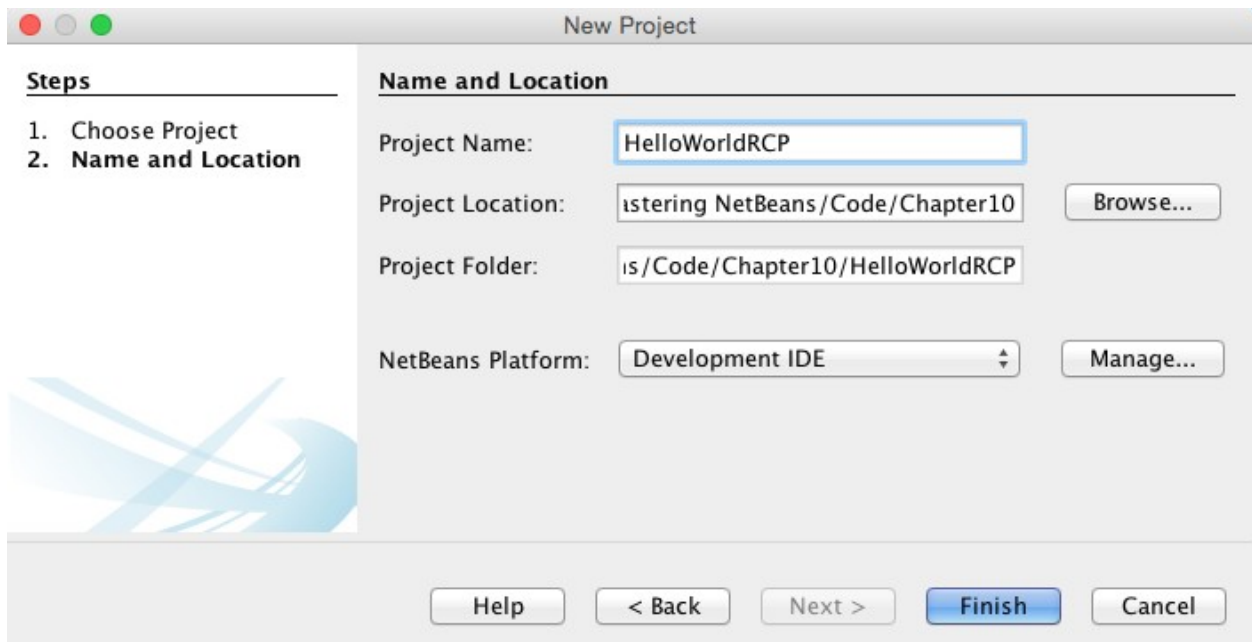 New Project
Steps
1. Choose Project
2. Name and Location
Name and Location
Project Name: HelloWorldRCP
Project Location: astering NetBeans/Code/Chapter10 Browse...
Project Folder: s/Code/Chapter10/HelloWorldRCP
NetBeans Platform: Development IDE Manage...
Help < Back Next > Finish Cancel